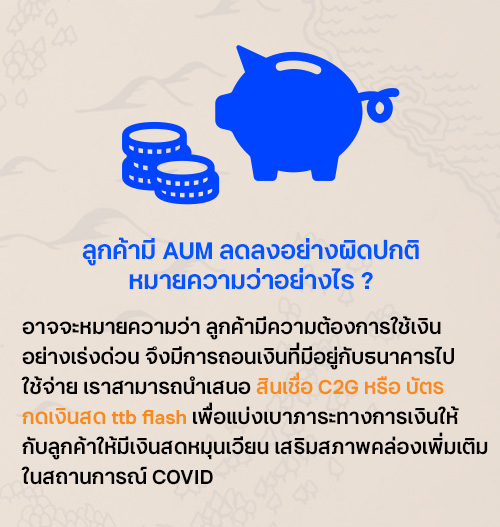 ลูกค้ามี AUM ลดลงอย่างผิดปกติ
หมายความว่าอย่างไร ?
อาจจะหมายความว่า ลูกค้ามีความต้องการใช้เงิน
อย่างเร่งด่วน จึงมีการถอนเงินที่มีอยู่กับธนาคารไป
ใช้จ่าย เราสามารถนำเสนอ สินเชื่อ C2G หรือ บัตร
กดเงินสด ttb flash เพื่อแบ่งเบาภาระทางการเงินให้
กับลูกค้าให้มีเงินสดหมุนเวียน เสริมสภาพคล่องเพิ่มเติม
ในสถานการณ์ COVID